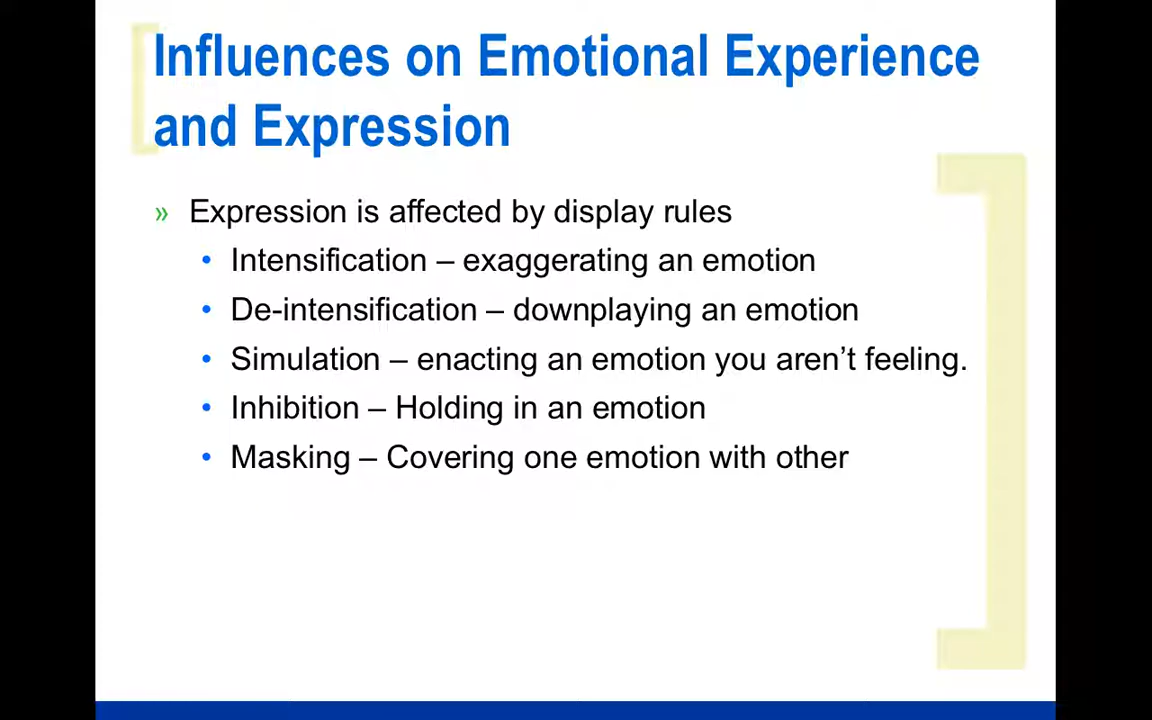 Influences on Emotional Experience
and Expression
» Expression is affected by display rules
• Intensification – exaggerating an emotion
• De-intensification – downplaying an emotion
• Simulation – enacting an emotion you aren’t feeling.
• Inhibition – Holding in an emotion
• Masking – Covering one emotion with other